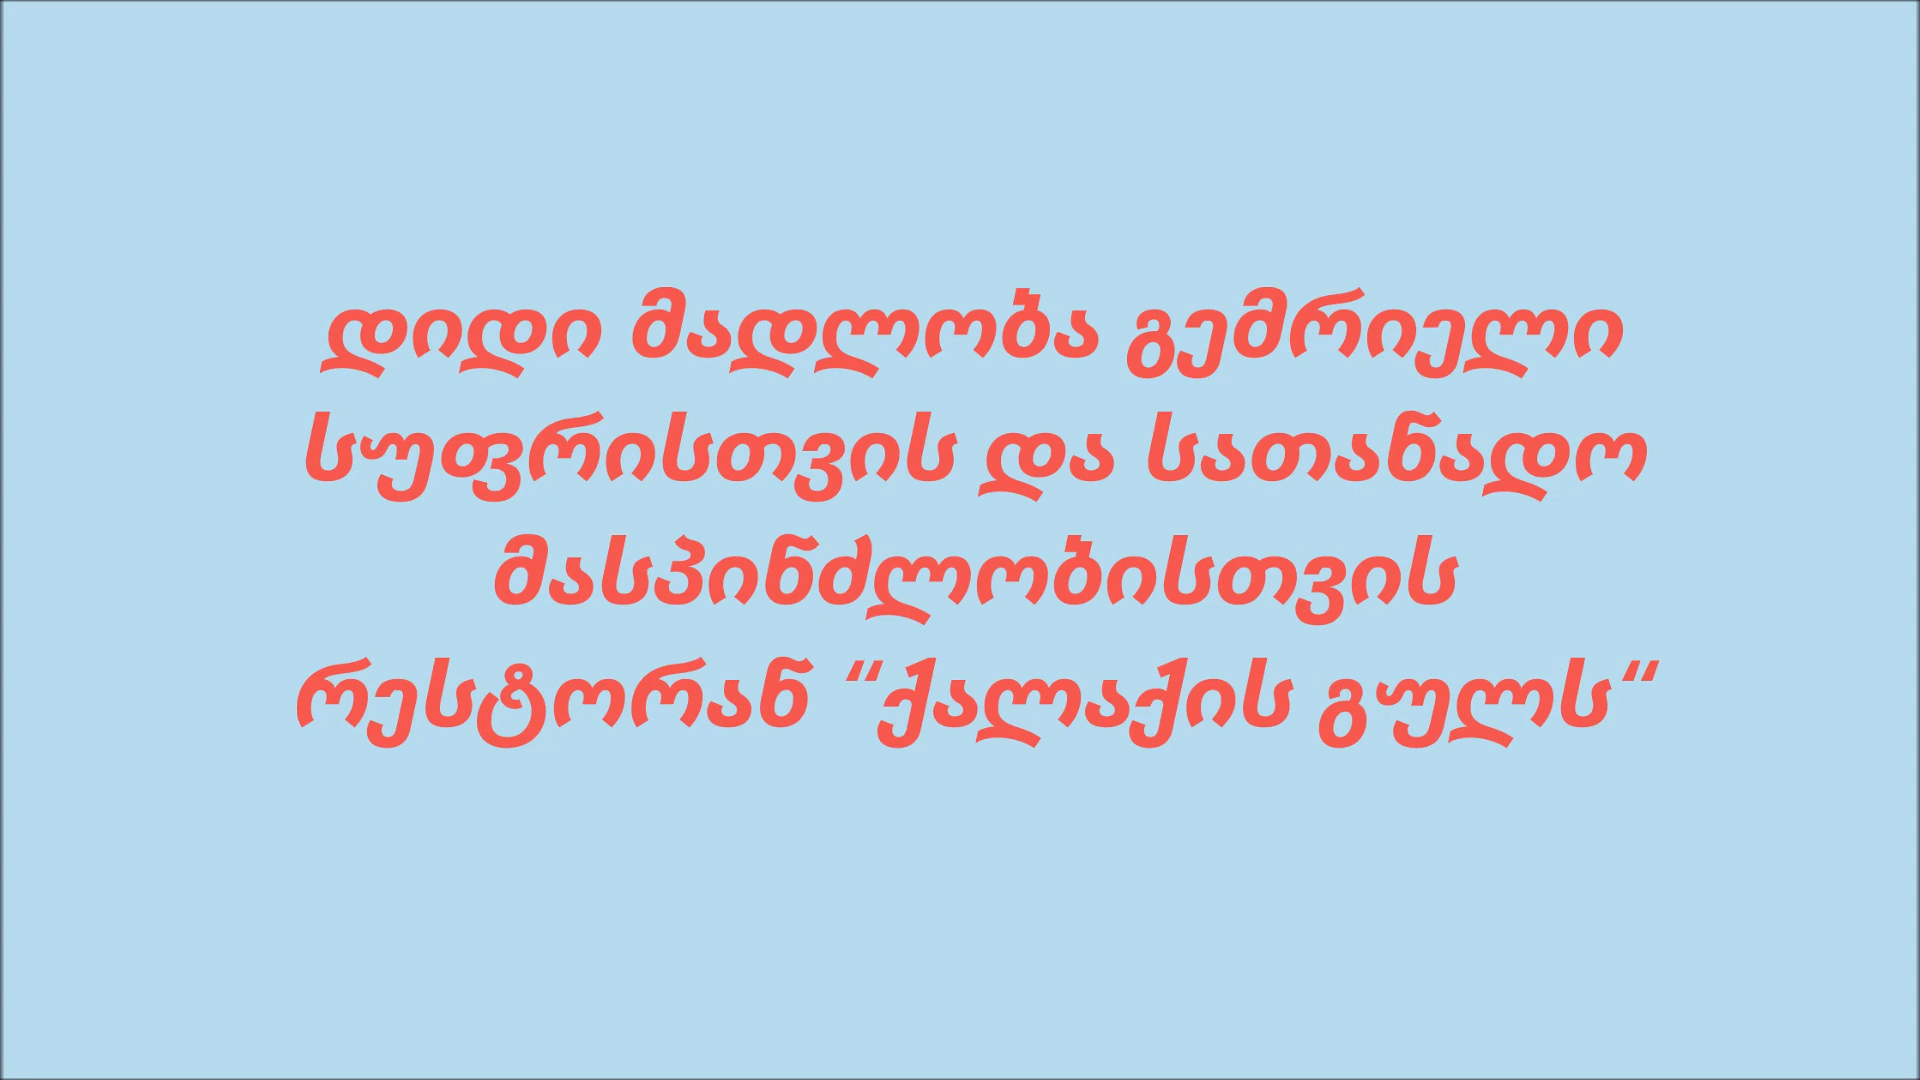 დიდი მადლობა გემრიელი
სუფრისთვის და სათანადო
მასპინძლობისთვის
რესტორან “ქალაქის გულს“